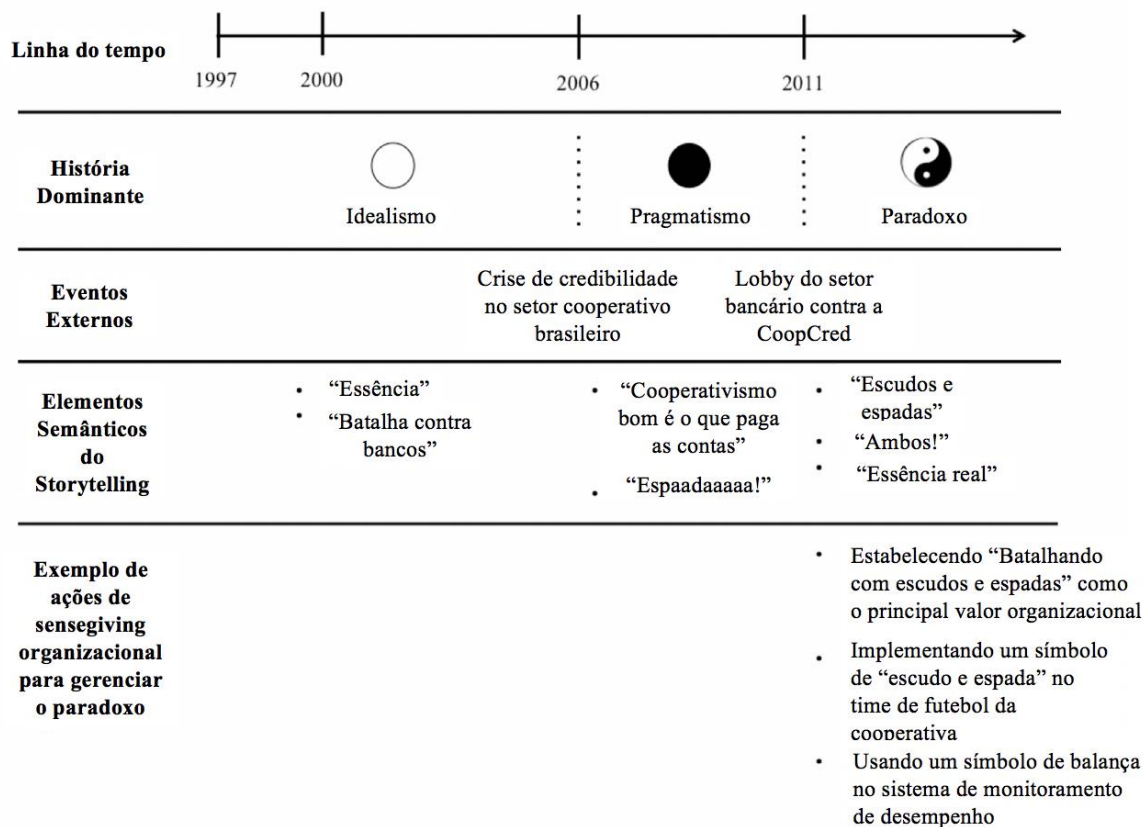 Linha do tempo
1997
2000
2006
2011
História
Dominante
Idealismo
Pragmatismo
Paradoxo
Eventos
Externos
Crise de credibilidade
no setor cooperativo
brasileiro
Lobby do setor
bancário contra a
CoopCred
Elementos
Semânticos
do
Storytelling
• “Essência”
• “Batalha contra
bancos”
• “Cooperativismo
bom é o que paga
as contas”
• “Espaadaaaaa!”
• “Escudos e
espadas”
• “Ambos!”
• “Essência real”
Exemplo de
ações de
sensegiving
organizacional
para gerenciar
o paradoxo
• Estabelecendo “Batalhando
com escudos e espadas” como
o principal valor organizacional
• Implementando um símbolo
de “escudo e espada” no
time de futebol da
cooperativa
• Usando um símbolo de balança
no sistema de monitoramento
de desempenho